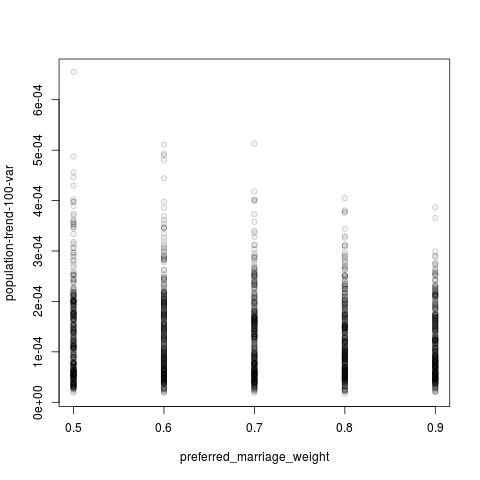 6e-04
5e-04
4e-04
3e-04
2e-04
1e-04
0e+00
population-trend-100-var
0.5 0.6 0.7 0.8 0.9
preferred_marriage_weight